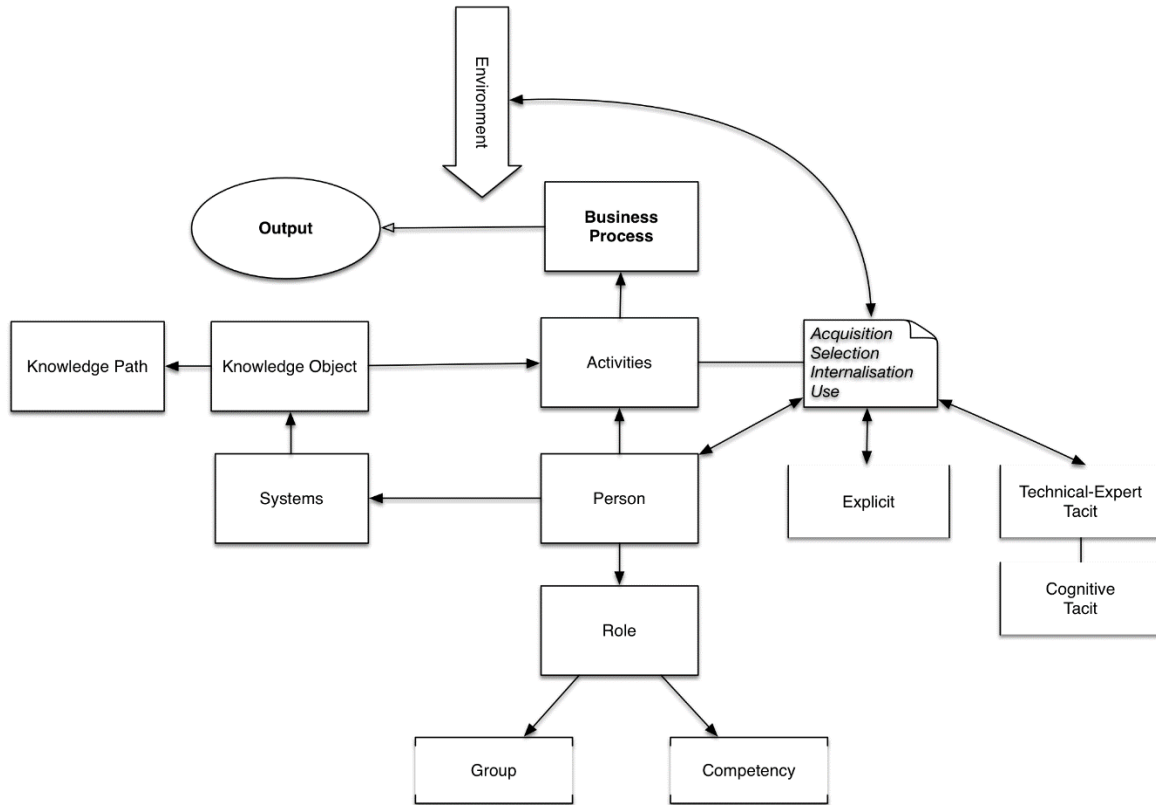 Environment
Output
Business
Process
Knowledge Path
Knowledge Object
Activities
Acquisition
Selection
Internalisation
Use
Systems
Person
Explicit
Technical-Expert
Tacit
Cognitive
Tacit
Role
Group
Competency